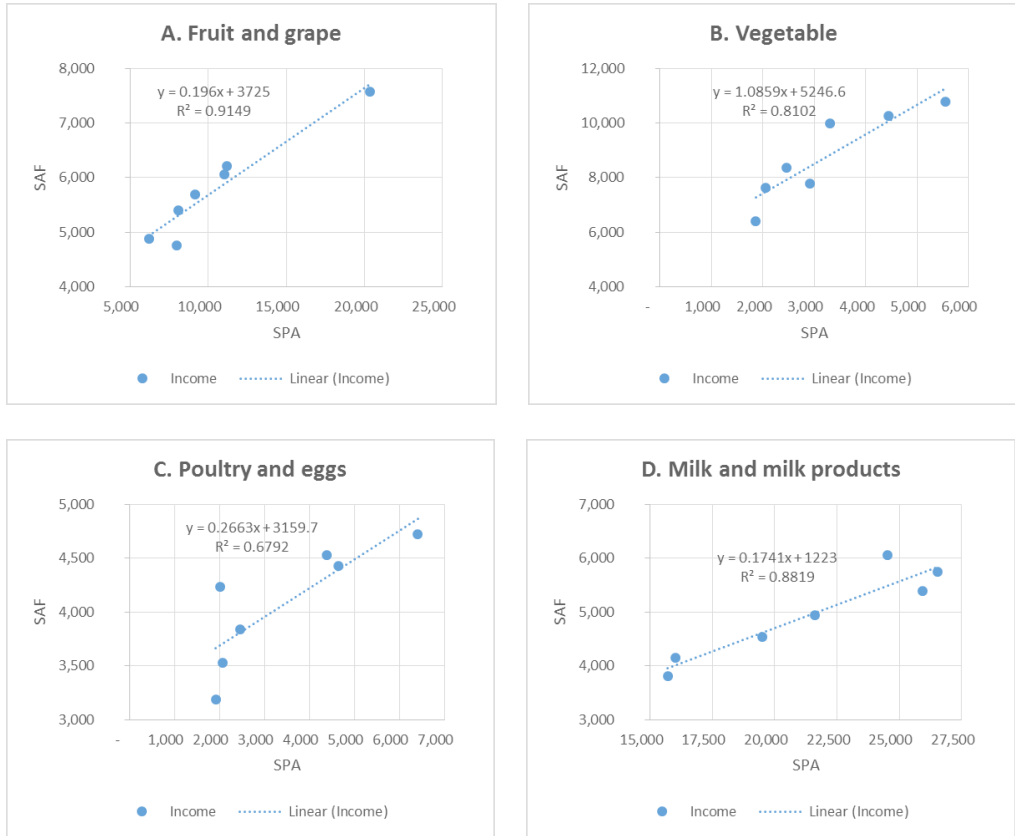 A. Fruit and grape
8,000
y = 0.196x + 3725
R² = 0.9149
7,000
SAF
6,000
5,000
4,000
5,000 10,000 15,000 20,000 25,000
SPA
Income Linear (Income)
B. Vegetable
12,000
y = 1.0859x + 5246.6
R² = 0.8102
10,000
SAF
8,000
6,000
4,000
- 1,000 2,000 3,000 4,000 5,000 6,000
SPA
Income Linear (Income)
C. Poultry and eggs
5,000
y = 0.2663x + 3159.7
R² = 0.6792
4,500
SAF
4,000
3,500
3,000
- 1,000 2,000 3,000 4,000 5,000 6,000 7,000
SPA
Income Linear (Income)
D. Milk and milk products
7,000
6,000
y = 0.1741x + 1223
R² = 0.8819
SAF
5,000
4,000
3,000
15,000 17,500 20,000 22,500 25,000 27,500
SPA
Income Linear (Income)